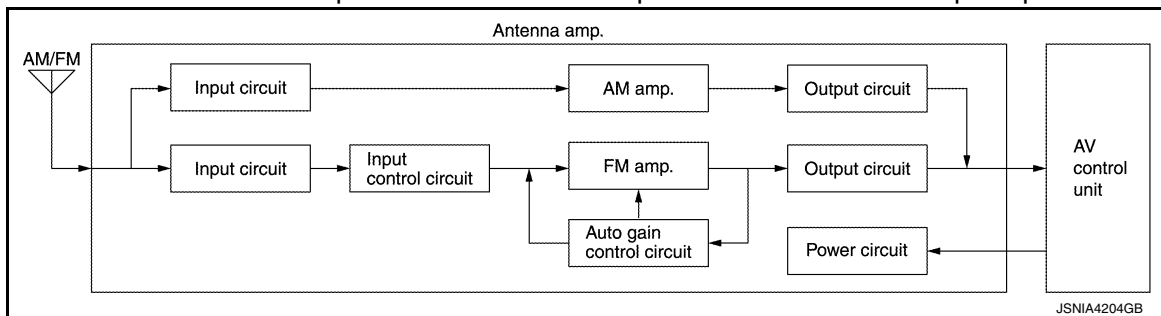 Antenna amp.
AM/FM
Input circuit
AM amp.
Output circuit
Input circuit
Input
control circuit
FM amp.
Output circuit
AV
control
unit
Auto gain
control circuit
Power circuit
JSNIA4204GB